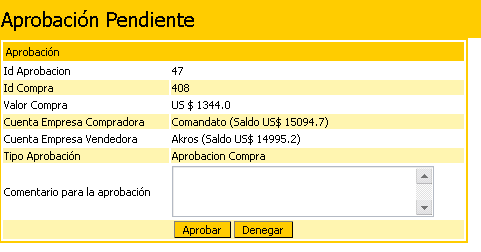 Aprobación Pendiente
Aprobación
Id Aprobacion 47
Id Compra 408
Valor Compra US $ 1344.0
Cuenta Empresa Compradora Comandato (Saldo US$ 15094.7)
Cuenta Empresa Vendedora Akros (Saldo US$ 14995.2)
Tipo Aprobación Aprobacion Compra
Comentario para la aprobación
Aprobar Denegar